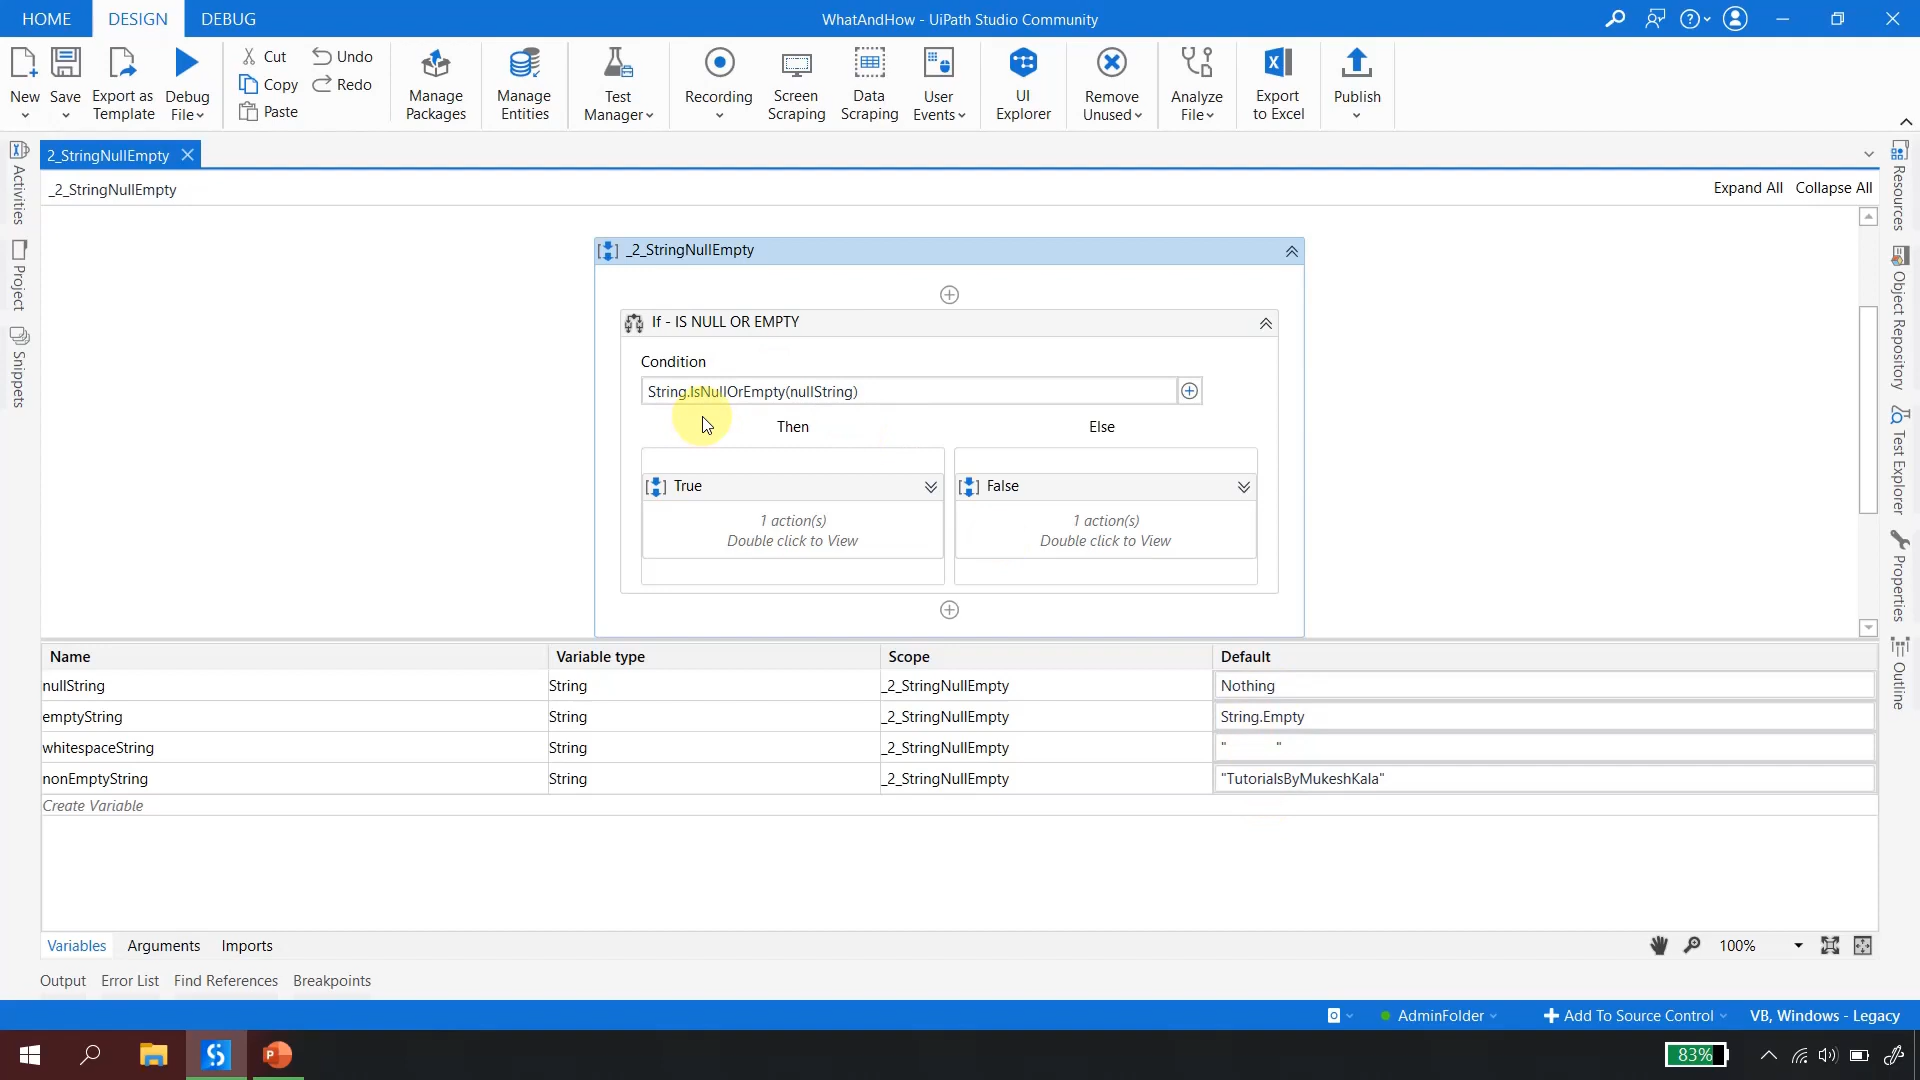 HOME DESIGN DEBUG
WhatAndHow - UiPath Studio Community
New Save Export as Template Debug File
Cut Copy Paste Undo Redo
Manage Packages
Manage Entities
Test Manager
Recording
Screen Scraping
Data Scraping
User Events
UI Explorer
Remove Unused
Analyze File
Export to Excel
Publish
2_StringNullEmpty
_2_StringNullEmpty
Expand All Collapse All
Activities
Project
Snippets
Resources
Object Repository
Test Explorer
Properties
Outline
_2_StringNullEmpty
If - IS NULL OR EMPTY
Condition
String.IsNullOrEmpty(nullString)
Then Else
True False
1 action(s) 1 action(s)
Double click to View Double click to View
Name Variable type Scope Default
nullString String _2_StringNullEmpty Nothing
emptyString String _2_StringNullEmpty String.Empty
whitespaceString String _2_StringNullEmpty " "
nonEmptyString String _2_StringNullEmpty "TutorialsByMukeshKala"
Create Variable
Variables Arguments Imports
100%
Output Error List Find References Breakpoints
AdminFolder Add To Source Control VB, Windows - Legacy
83%